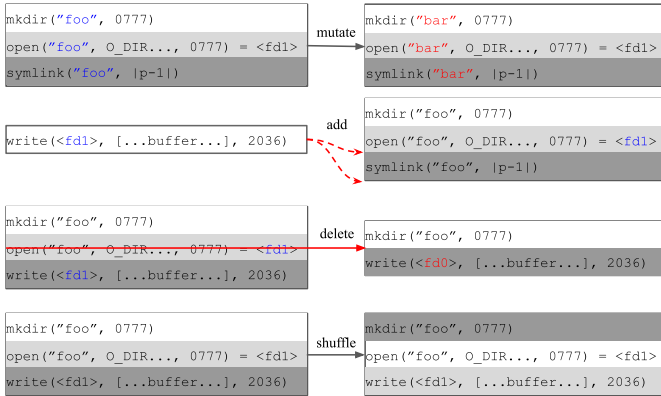 mkdir(”foo”, 0777)
open(”foo”, O_DIR..., 0777) = <fd1>
symlink(”foo”, |p-1|)
mutate
mkdir(”bar”, 0777)
open(”bar”, O_DIR..., 0777) = <fd1>
symlink(”bar”, |p-1|)
write(<fd1>, [...buffer...], 2036)
add
mkdir(”foo”, 0777)
open(”foo”, O_DIR..., 0777) = <fd1>
symlink(”foo”, |p-1|)
mkdir(”foo”, 0777)
open(”foo”, O_DIR..., 0777) = <fd1>
write(<fd1>, [...buffer...], 2036)
delete
mkdir(”foo”, 0777)
write(<fd0>, [...buffer...], 2036)
mkdir(”foo”, 0777)
open(”foo”, O_DIR..., 0777) = <fd1>
write(<fd1>, [...buffer...], 2036)
shuffle
mkdir(”foo”, 0777)
open(”foo”, O_DIR..., 0777) = <fd1>
write(<fd1>, [...buffer...], 2036)